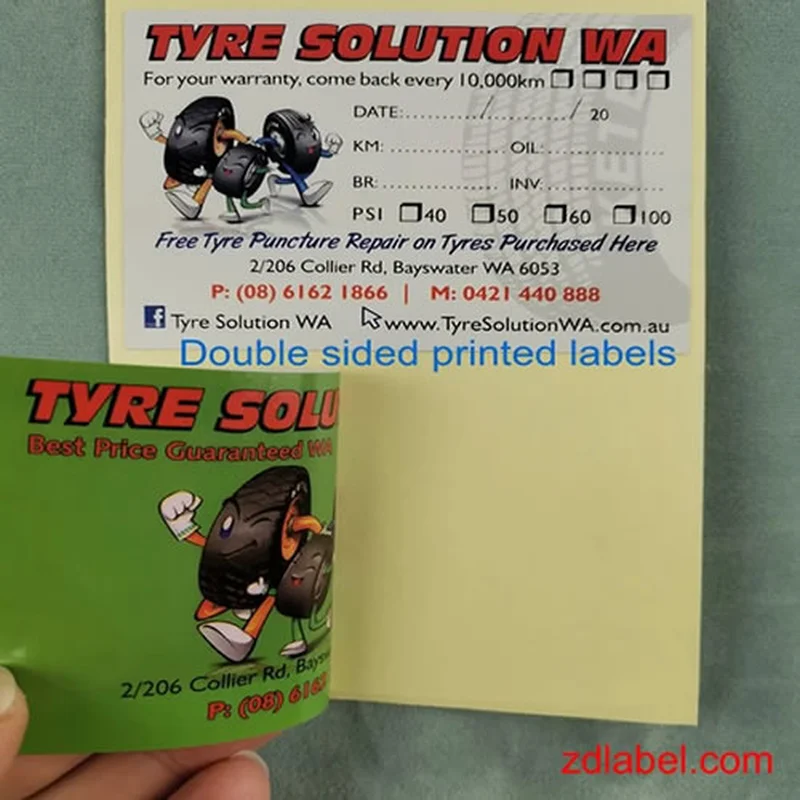 TYRE SOLUTION WA
For your warranty, come back every 10,000km
DATE:............../............../ 20
KM: .................... OIL:........................
BR: .................... INV:........................
PSI 40 50 60 100
Free Tyre Puncture Repair on Tyres Purchased Here
2/206 Collier Rd, Bayswater WA 6053
P: (08) 6162 1866 | M: 0421 440 888
Tyre Solution WA www.TyreSolutionWA.com.au
Double sided printed labels
TYRE SOLU
Best Price Guaranteed WA
2/206 Collier Rd, Bays
P: (08) 616
zdlabel.com